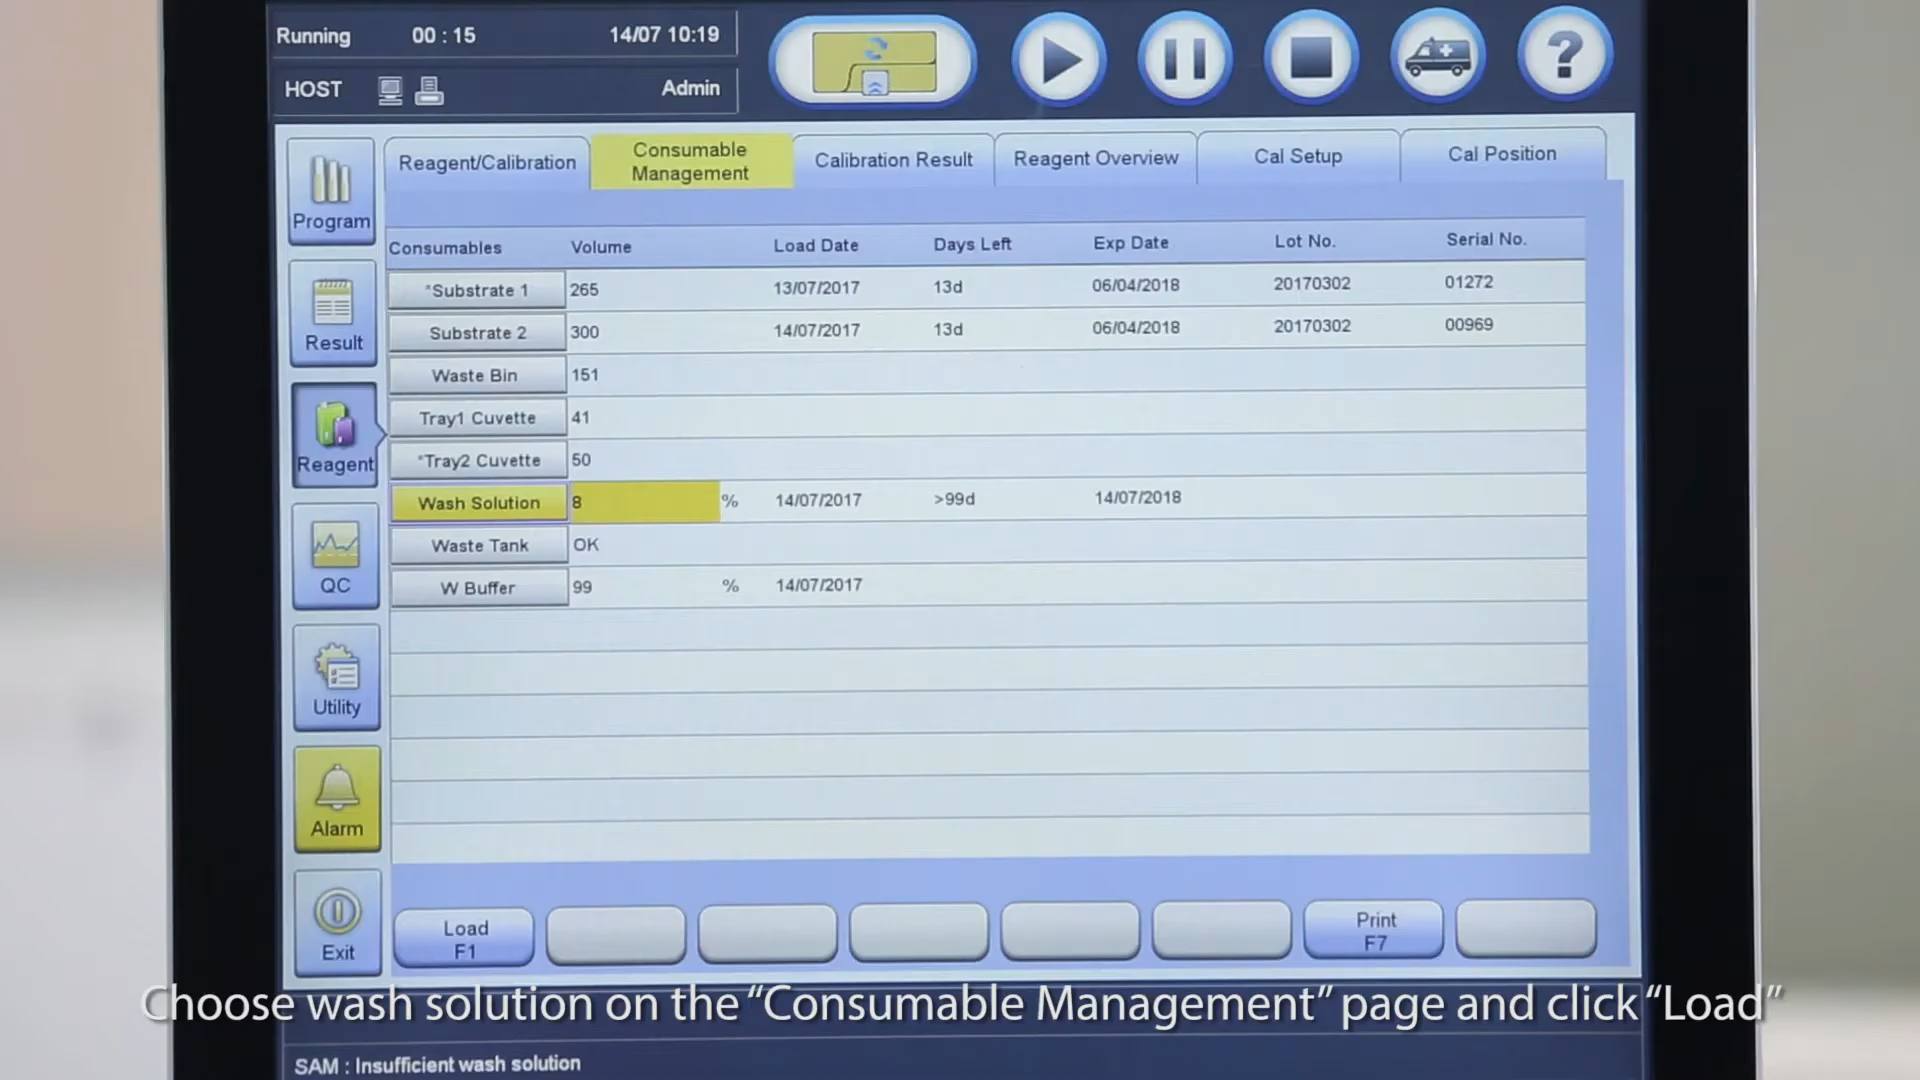 Running 00 : 15 14/07 10:19
HOST Admin
?
Reagent/Calibration Consumable Management Calibration Result Reagent Overview Cal Setup Cal Position
Program
Result
Reagent
QC
Utility
Alarm
Exit
Consumables Volume Load Date Days Left Exp Date Lot No. Serial No.
*Substrate 1 265 13/07/2017 13d 06/04/2018 20170302 01272
Substrate 2 300 14/07/2017 13d 06/04/2018 20170302 00969
Waste Bin 151
Tray1 Cuvette 41
*Tray2 Cuvette 50
Wash Solution 8 % 14/07/2017 >99d 14/07/2018
Waste Tank OK
W Buffer 99 % 14/07/2017
Load F1
Print F7
Choose wash solution on the “Consumable Management” page and click “Load”
SAM : Insufficient wash solution